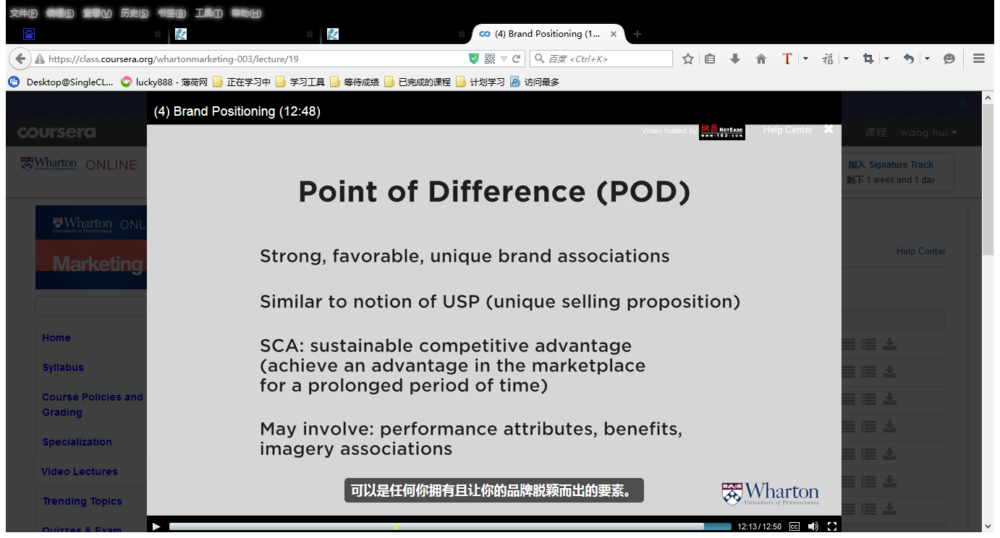 文件(F) 编辑(E) 查看(V) 历史(S) 书签(B) 工具(T) 帮助(H)
(4) Brand Positioning (1...
https://class.coursera.org/whartonmarketing-003/lecture/19
百度 <Ctrl+K>
Desktop@SingleCL... lucky888 - 薄荷网 正在学习中 学习工具 等待成绩 已完成的课程 计划学习 访问最多
(4) Brand Positioning (12:48)
Video hosted by 網易 NetEase www.163.com Help Center
coursera
课程 wang hui
Wharton ONLINE
UNIVERSITY of PENNSYLVANIA
加入 Signature Track
剩下 1 week and 1 day
Wharton ONL
UNIVERSITY of PENNSYLVANIA
Marketing
Help Center
Home
Syllabus
Course Policies and
Grading
Specialization
Video Lectures
Trending Topics
Quizzes & Exam
Point of Difference (POD)
Strong, favorable, unique brand associations
Similar to notion of USP (unique selling proposition)
SCA: sustainable competitive advantage
(achieve an advantage in the marketplace
for a prolonged period of time)
May involve: performance attributes, benefits,
imagery associations
可以是任何你拥有且让你的品牌脱颖而出的要素。
Wharton
UNIVERSITY of PENNSYLVANIA
12:13 / 12:50 CC